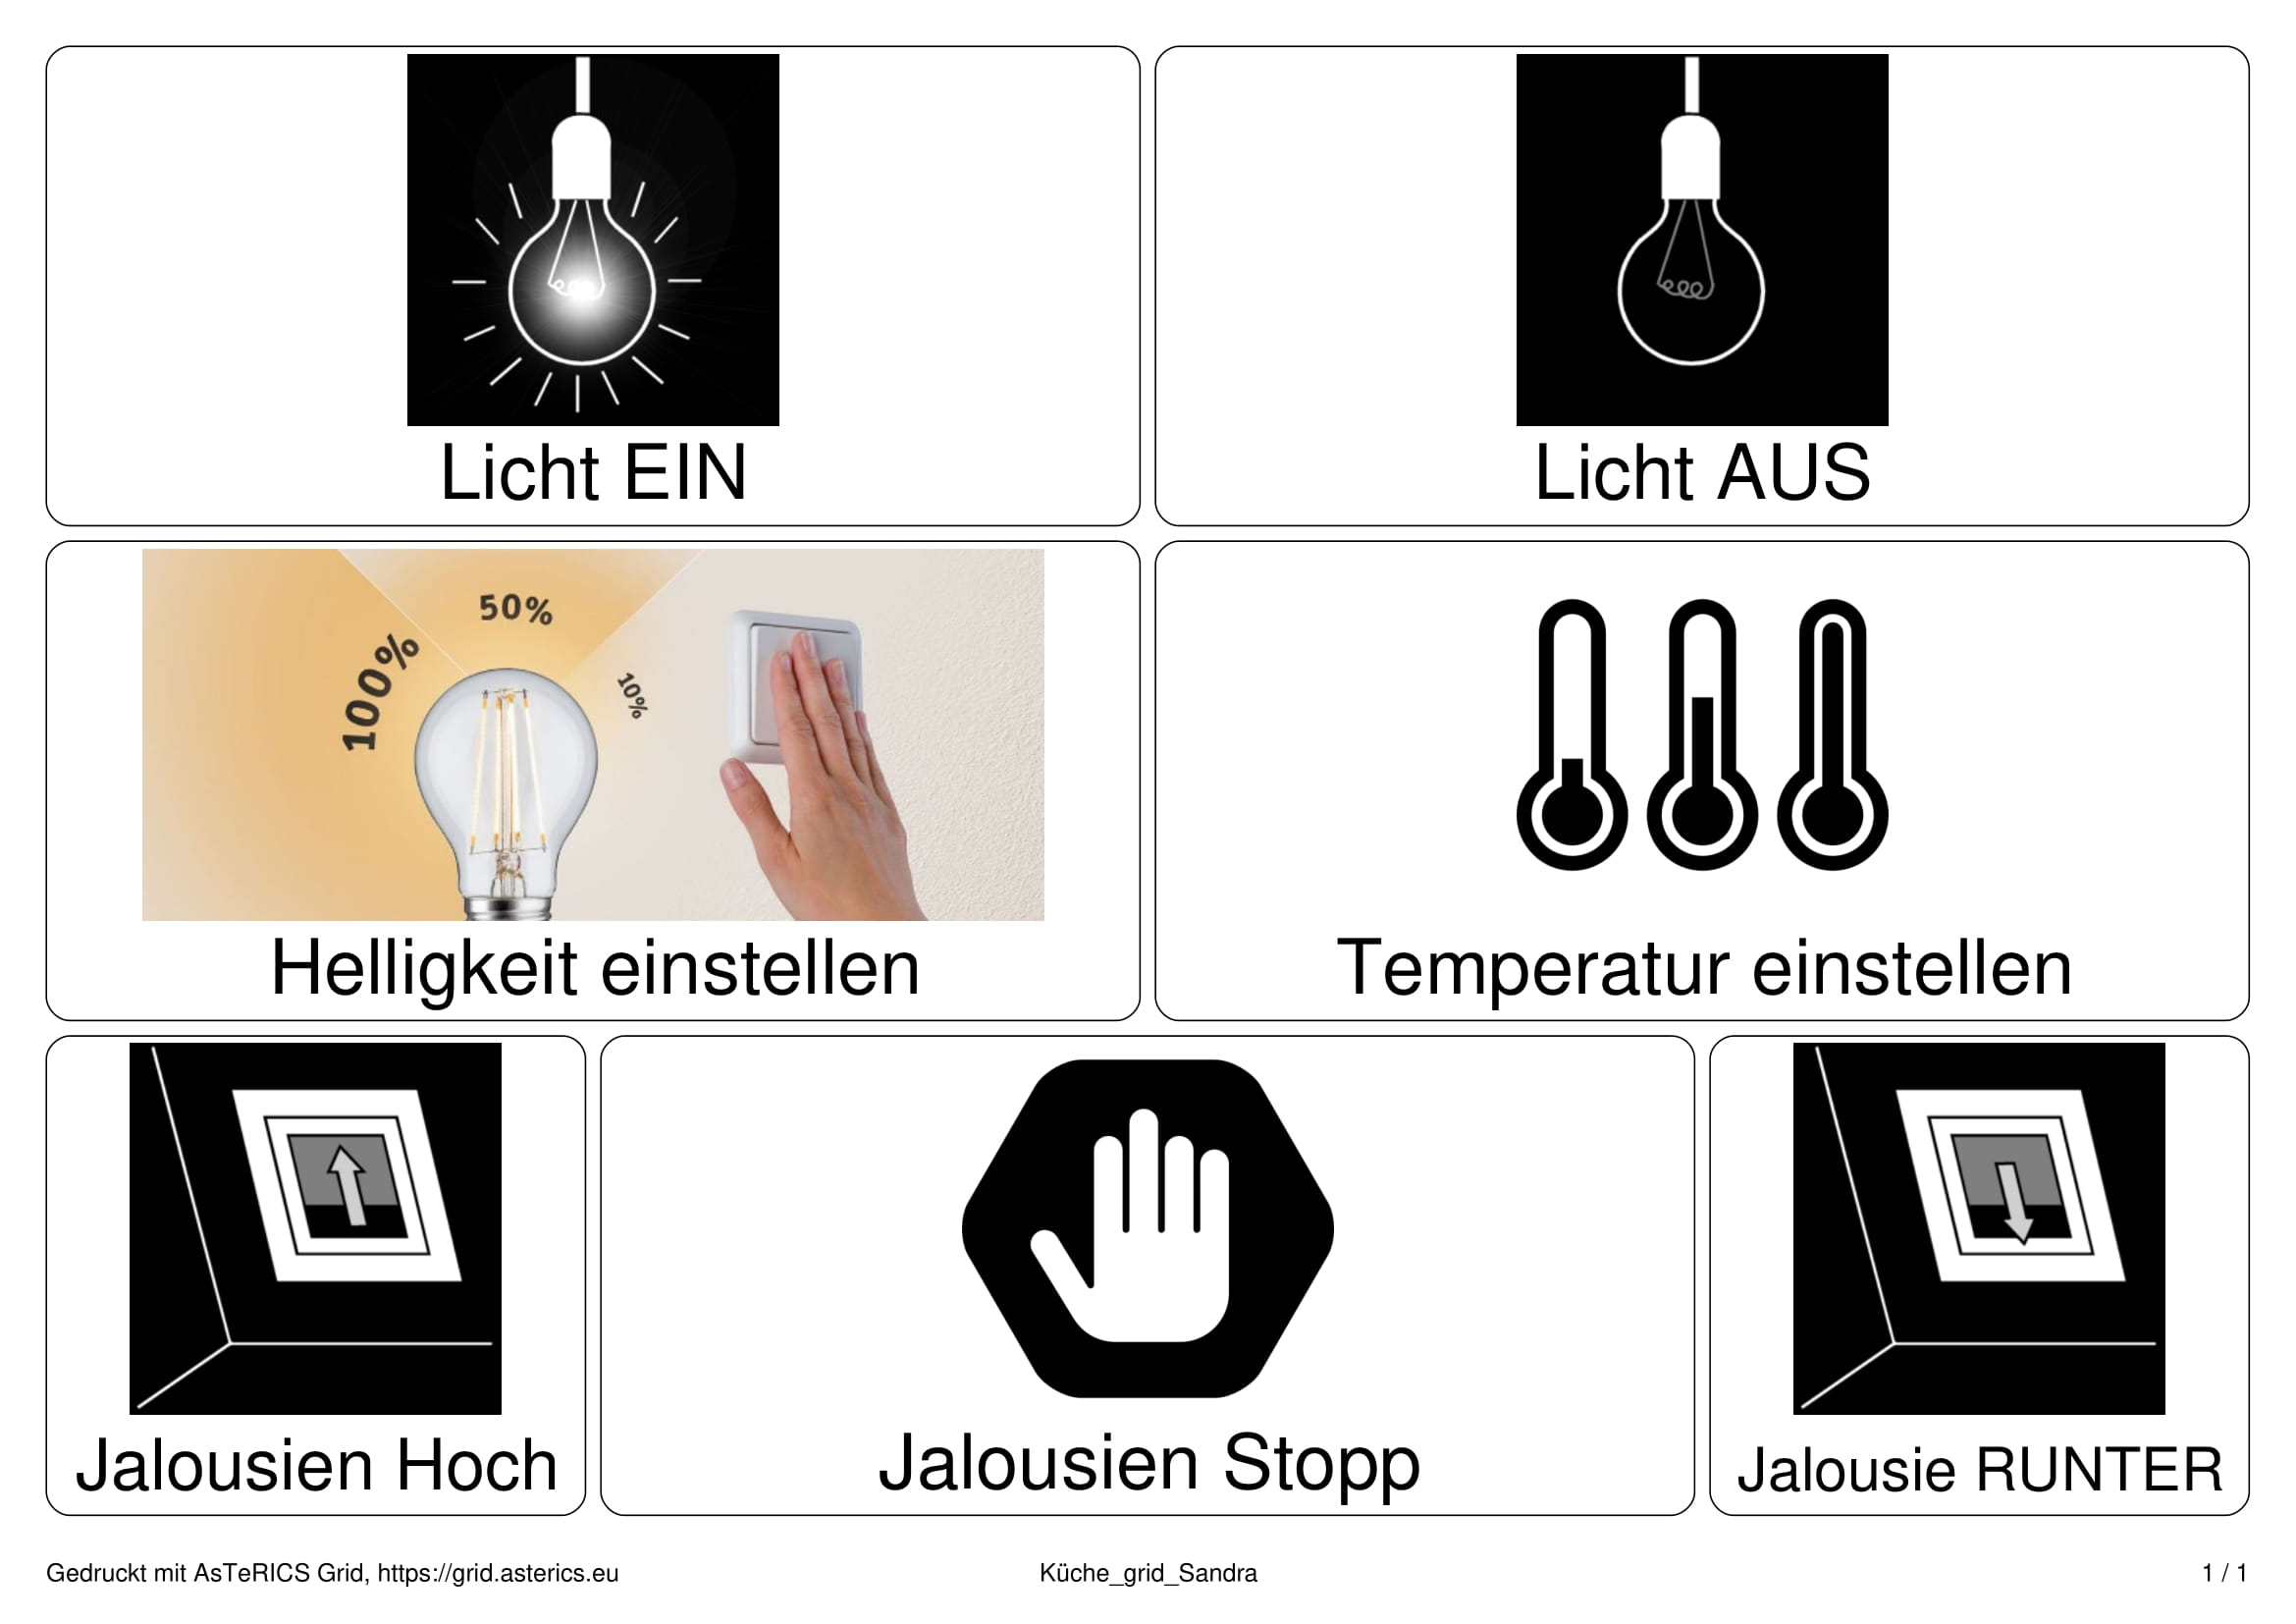 Licht EIN
Licht AUS
100%
50%
10%
Helligkeit einstellen
Temperatur einstellen
Jalousien Hoch
Jalousien Stopp
Jalousie RUNTER
Gedruckt mit AsTeRICS Grid, https://grid.asterics.eu
Küche_grid_Sandra
1 / 1